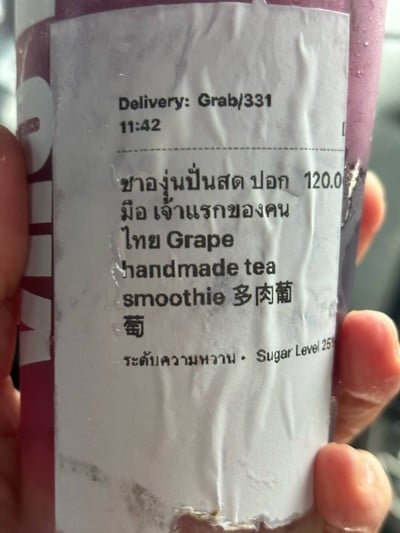 Delivery: Grab/331
11:42
ชาองุ่นปั่นสด ปอก 120.0
มือ เจ้าแรกของคน
ไทย Grape
handmade tea
smoothie 多肉葡
萄
ระดับความหวาน • Sugar Level 25